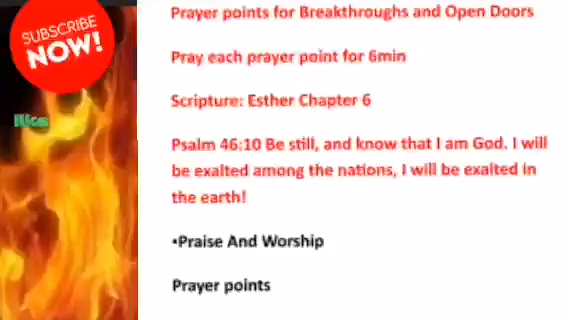 SUBSCRIBE
NOW!
Prayer points for Breakthroughs and Open Doors
Pray each prayer point for 6min
Scripture: Esther Chapter 6
Psalm 46:10 Be still, and know that I am God. I will
be exalted among the nations, I will be exalted in
the earth!
•Praise And Worship
Prayer points